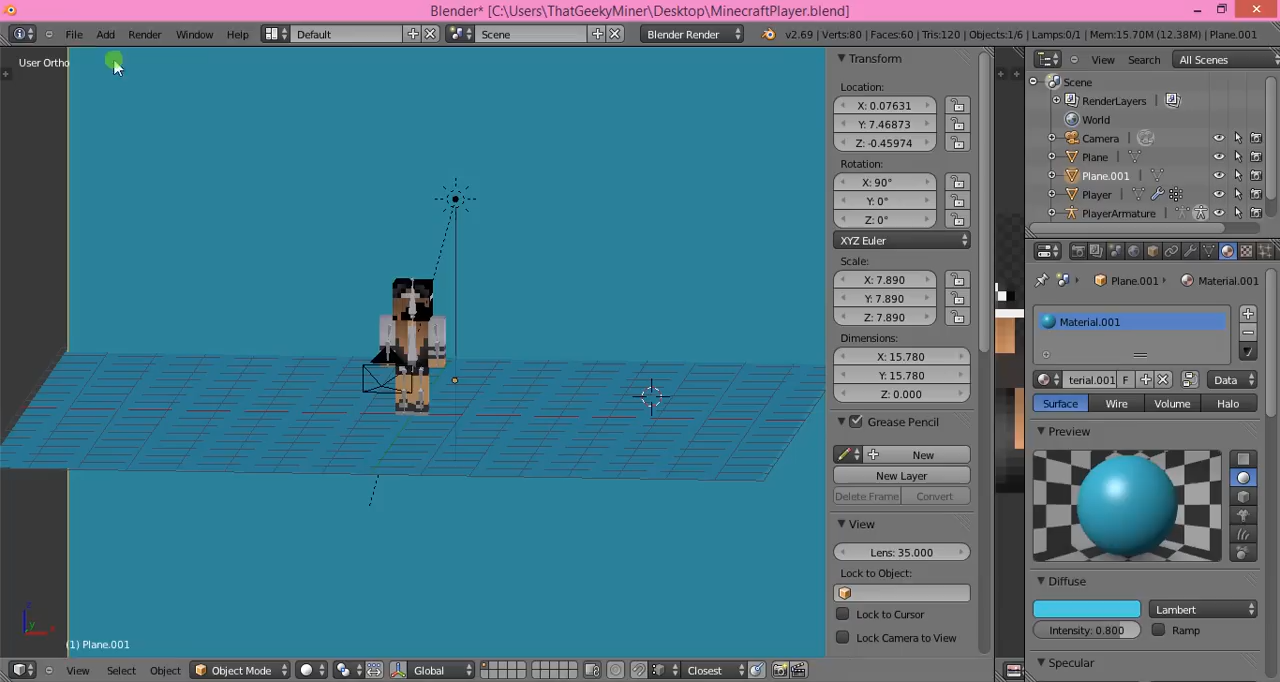 Blender* [C:\Users\ThatGeekyMiner\Desktop\MinecraftPlayer.blend]
File Add Render Window Help Default Scene Blender Render v2.69 | Verts:80 | Faces:60 | Tris:120 | Objects:1/6 | Lamps:0/1 | Mem:15.70M (12.38M) | Plane.001
User Ortho
Transform
Location:
X: 0.07631
Y: 7.46873
Z: -0.45974
Rotation:
X: 90°
Y: 0°
Z: 0°
XYZ Euler
Scale:
X: 7.890
Y: 7.890
Z: 7.890
Dimensions:
X: 15.780
Y: 15.780
Z: 0.000
Grease Pencil
New
New Layer
Delete Frame Convert
View
Lens: 35.000
Lock to Object:
Lock to Cursor
Lock Camera to View
View Search All Scenes
Scene
RenderLayers
World
Camera
Plane
Plane.001
Player
PlayerArmature
Plane.001 Material.001
Material.001
terial.001 F Data
Surface Wire Volume Halo
Preview
Diffuse
Lambert
Intensity: 0.800 Ramp
Specular
(1) Plane.001
View Select Object Object Mode Global Closest